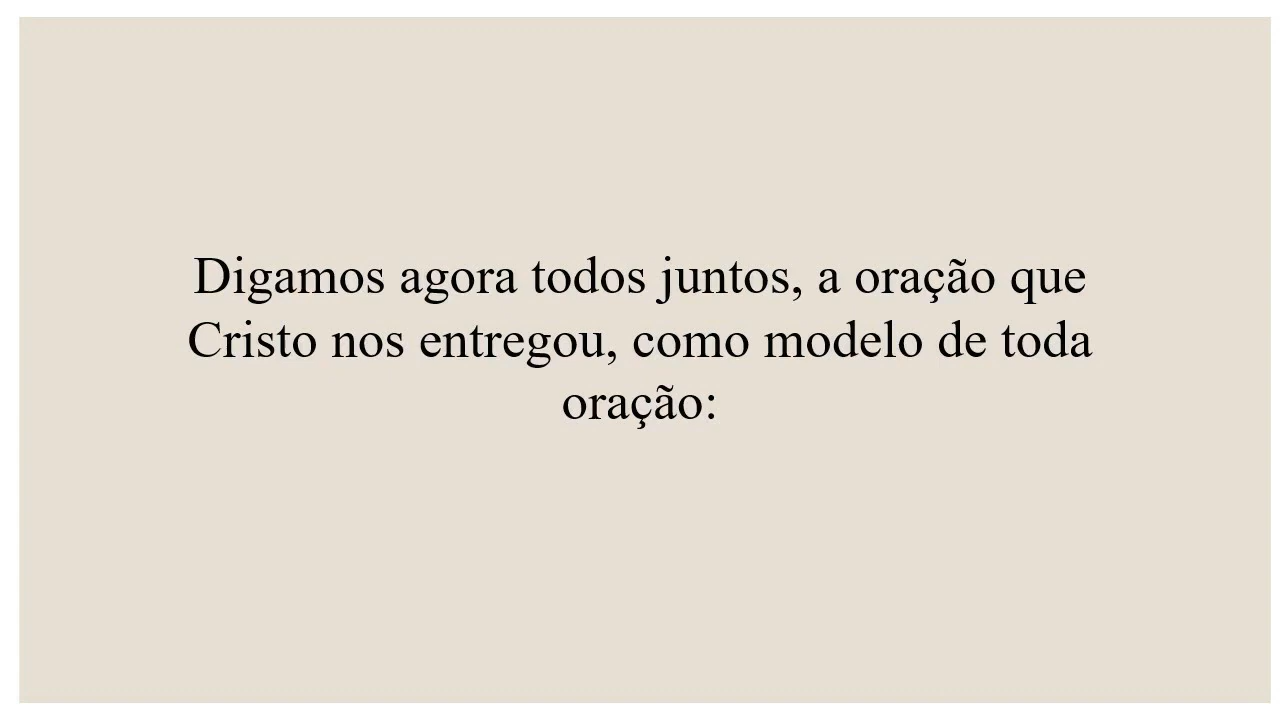 Digamos agora todos juntos, a oração que
Cristo nos entregou, como modelo de toda
oração: